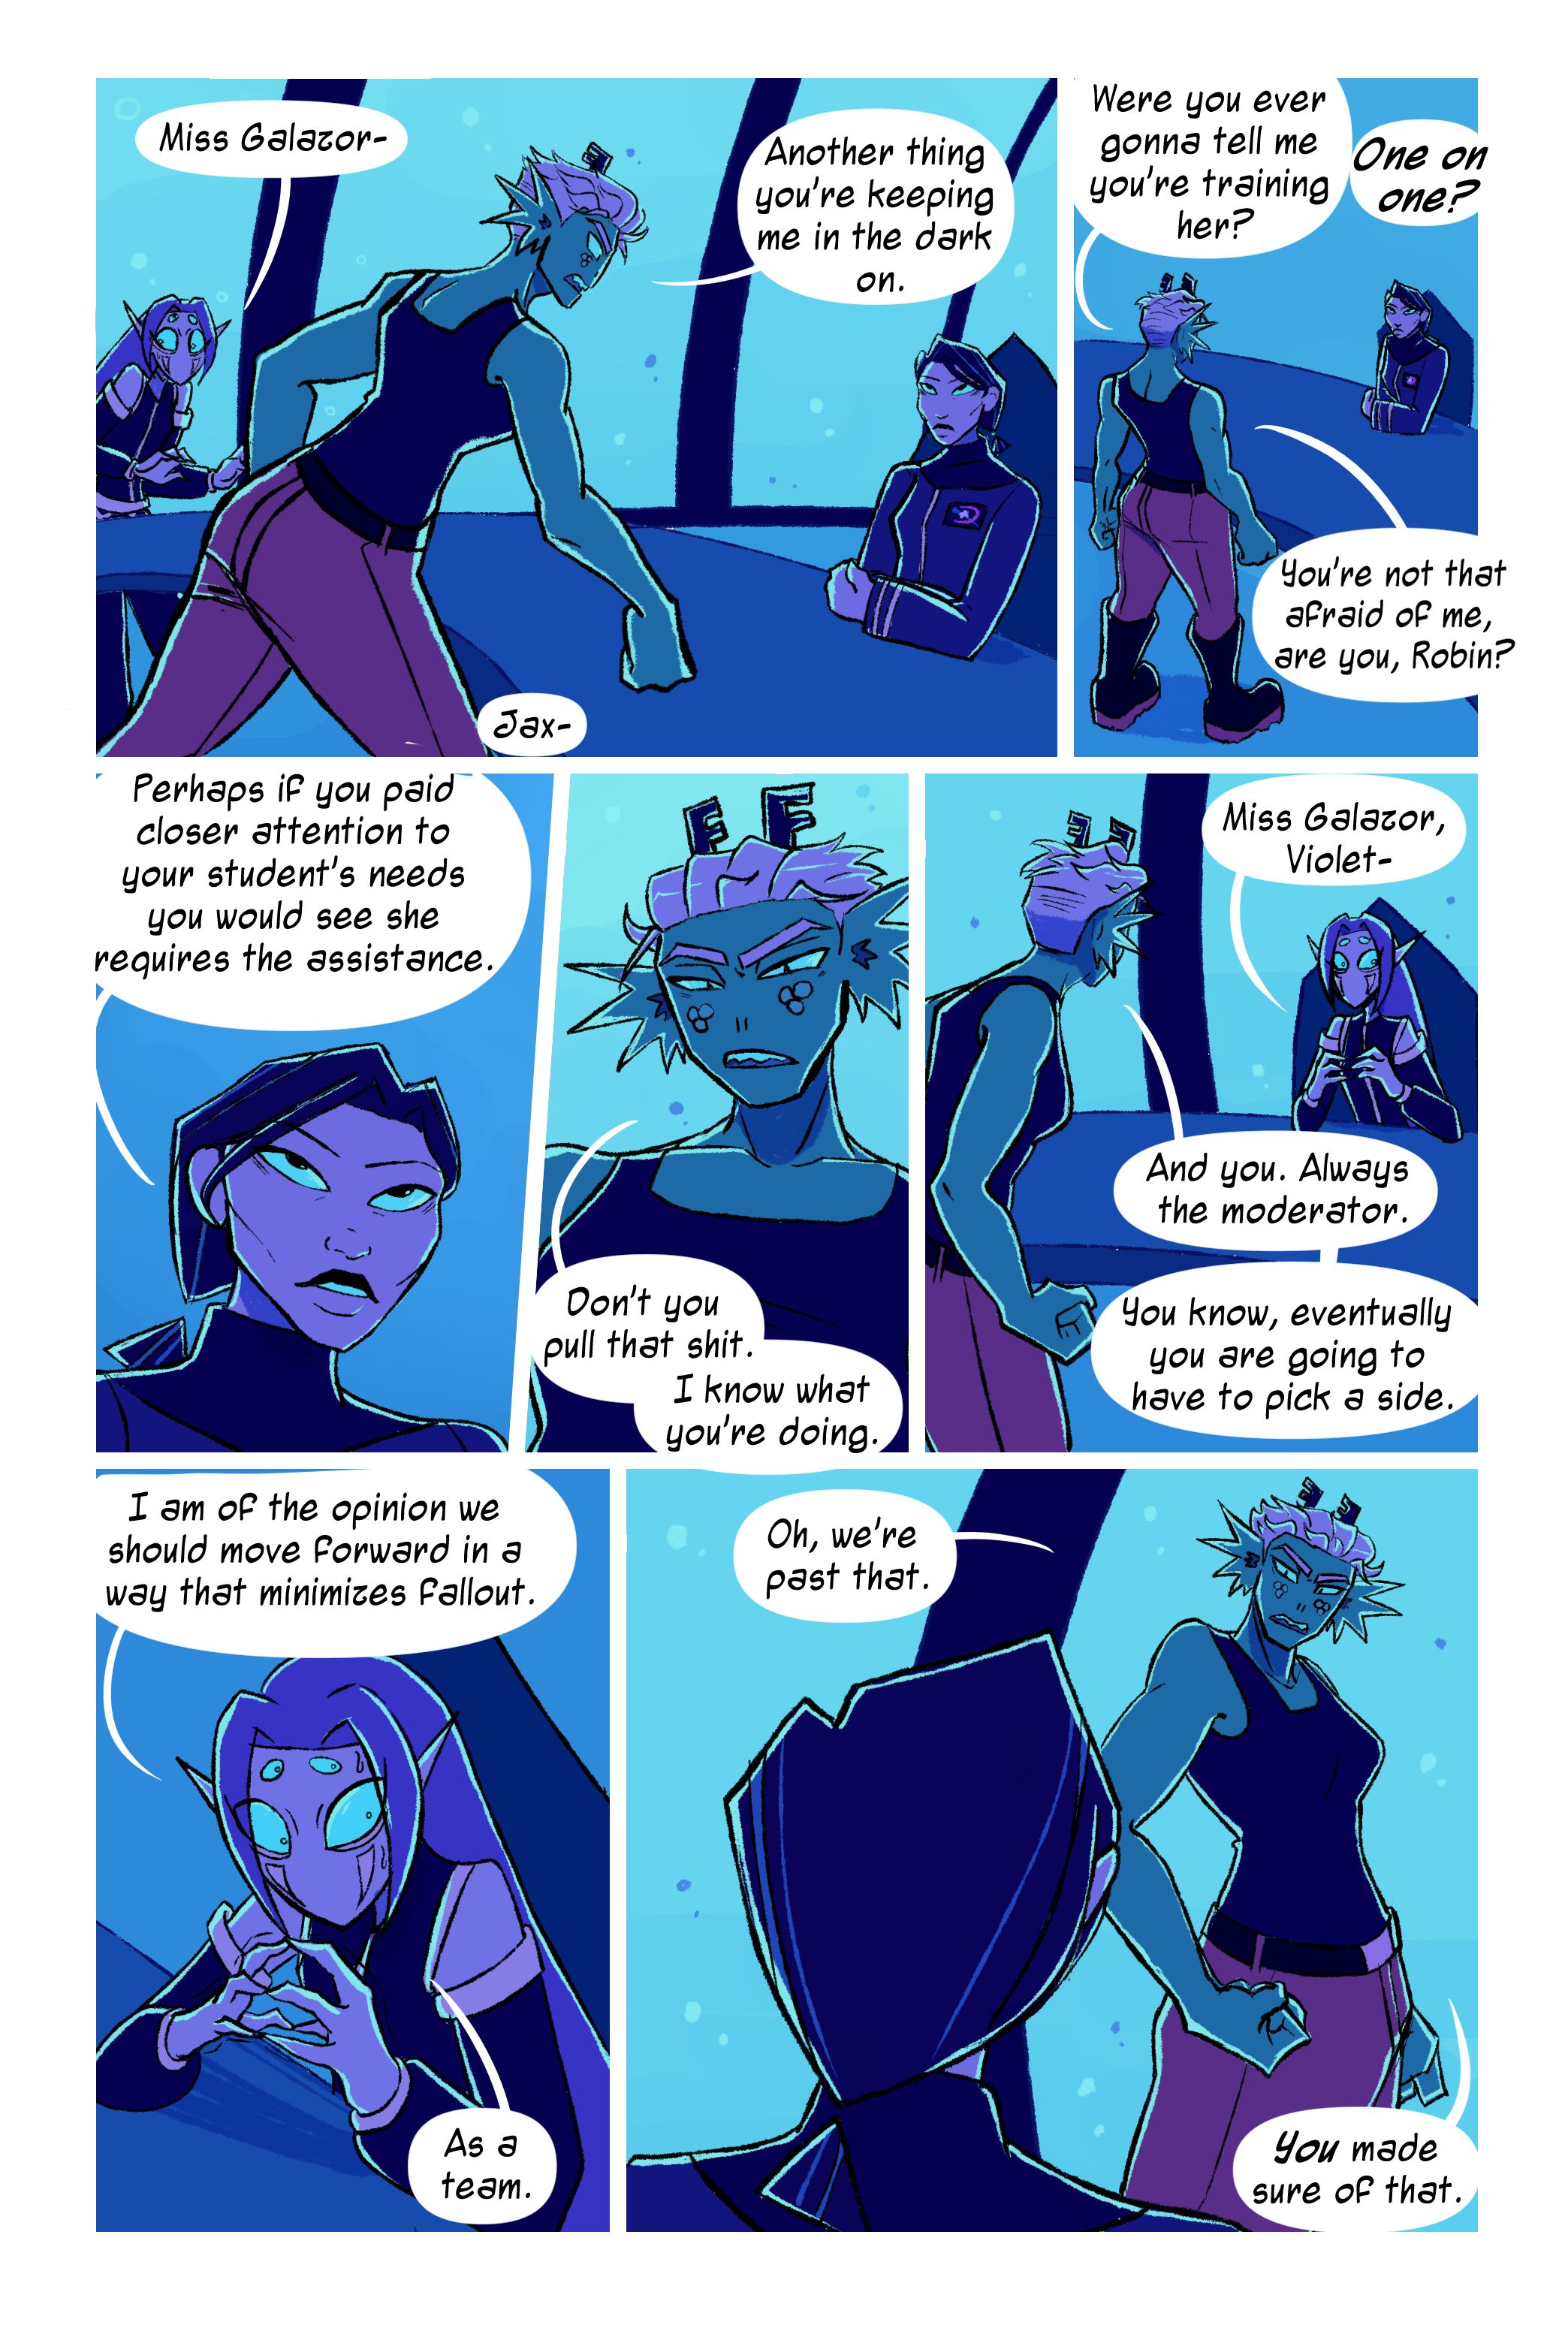 Miss Galazor-
Another thing
you're keeping
me in the dark
on.
Jax-
Were you ever
gonna tell me
you're training
her?
One on
one?
You're not that
afraid of me,
are you, Robin?
Perhaps if you paid
closer attention to
your student's needs
you would see she
requires the assistance.
Don't you
pull that shit.
I know what
you're doing.
Miss Galazor,
Violet-
And you. Always
the moderator.
You know, eventually
you are going to
have to pick a side.
I am of the opinion we
should move forward in a
way that minimizes fallout.
As a
team.
Oh, we're
past that.
You made
sure of that.